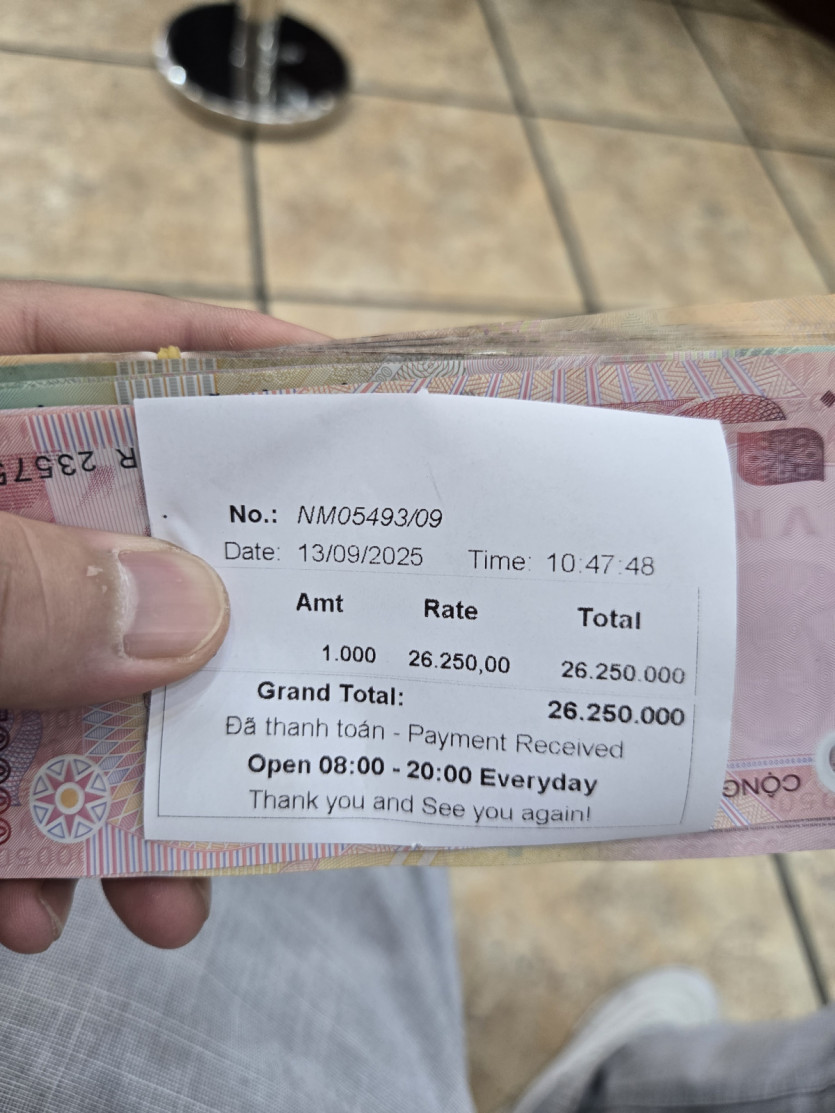 R 2357
No.: NM05493/09
Date: 13/09/2025 Time: 10:47:48
Amt Rate Total
1.000 26.250,00 26.250.000
Grand Total: 26.250.000
Đã thanh toán - Payment Received
Open 08:00 - 20:00 Everyday
Thank you and See you again!
CỘNG